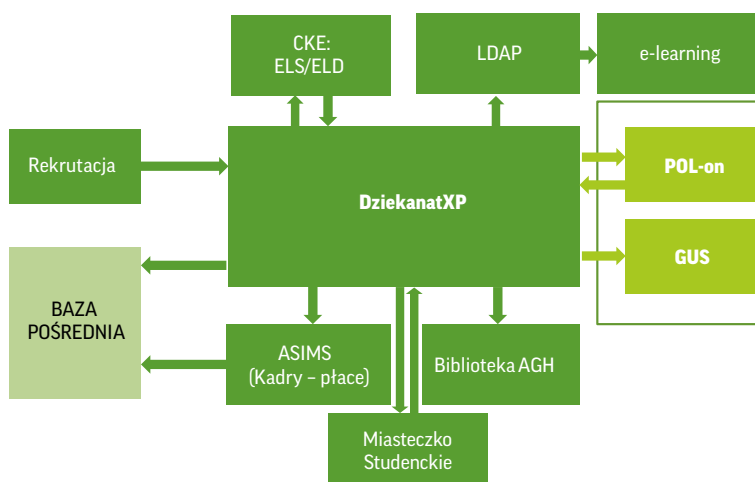 CKE:
ELS/ELD
LDAP
e-learning
Rekrutacja
DziekanatXP
POL-on
GUS
BAZA
POŚREDNIA
ASIMS
(Kadry – płace)
Biblioteka AGH
Miasteczko
Studenckie